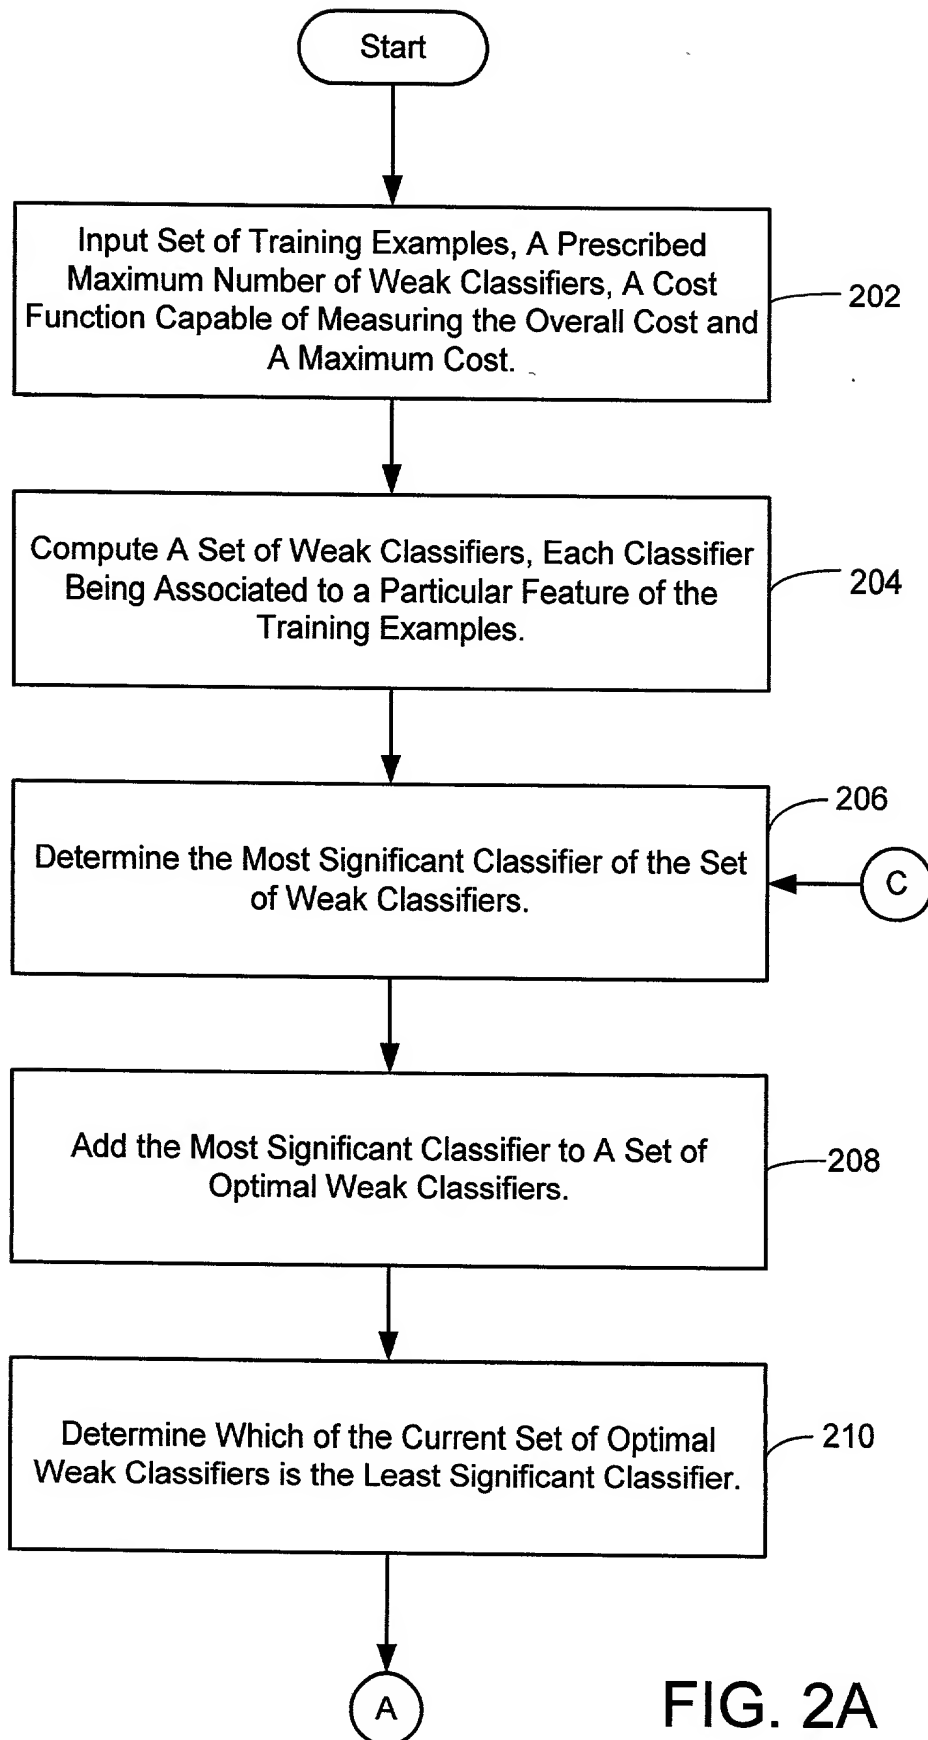 Start
Input Set of Training Examples, A Prescribed
Maximum Number of Weak Classifiers, A Cost
Function Capable of Measuring the Overall Cost and
A Maximum Cost.
202
Compute A Set of Weak Classifiers, Each Classifier
Being Associated to a Particular Feature of the
Training Examples.
204
206
Determine the Most Significant Classifier of the Set
of Weak Classifiers.
C
Add the Most Significant Classifier to A Set of
Optimal Weak Classifiers.
208
Determine Which of the Current Set of Optimal
Weak Classifiers is the Least Significant Classifier.
210
A
FIG. 2A